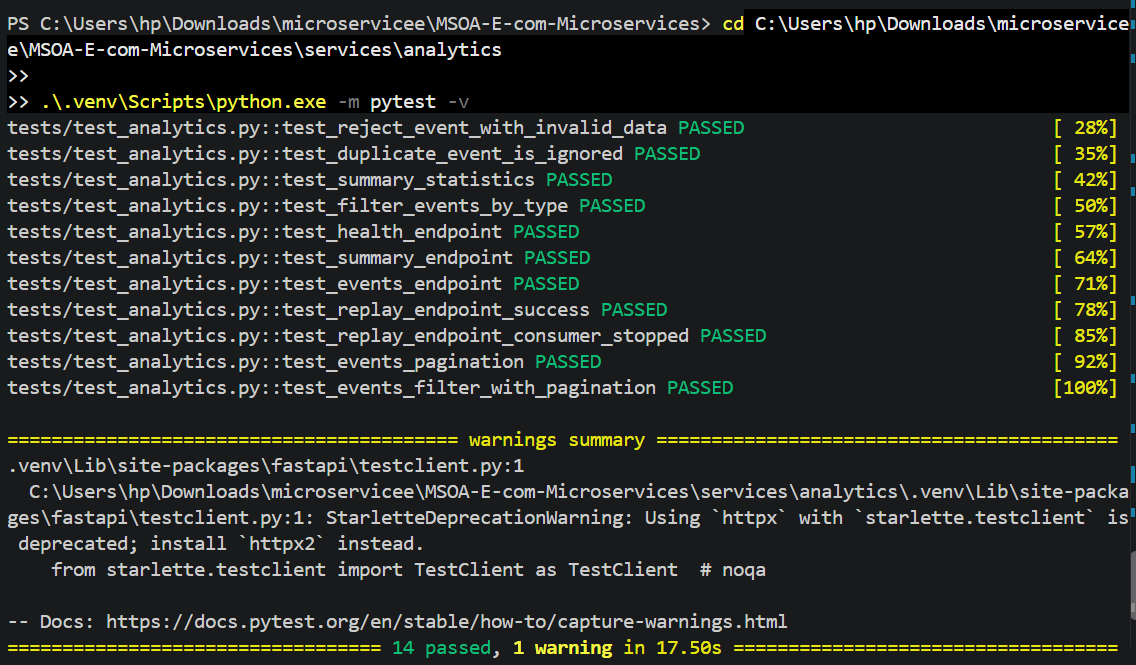 PS C:\Users\hp\Downloads\microservicee\MSOA-E-com-Microservices> cd C:\Users\hp\Downloads\microservice
e\MSOA-E-com-Microservices\services\analytics
>>
>> .\.venv\Scripts\python.exe -m pytest -v
tests/test_analytics.py::test_reject_event_with_invalid_data PASSED [ 28%]
tests/test_analytics.py::test_duplicate_event_is_ignored PASSED [ 35%]
tests/test_analytics.py::test_summary_statistics PASSED [ 42%]
tests/test_analytics.py::test_filter_events_by_type PASSED [ 50%]
tests/test_analytics.py::test_health_endpoint PASSED [ 57%]
tests/test_analytics.py::test_summary_endpoint PASSED [ 64%]
tests/test_analytics.py::test_events_endpoint PASSED [ 71%]
tests/test_analytics.py::test_replay_endpoint_success PASSED [ 78%]
tests/test_analytics.py::test_replay_endpoint_consumer_stopped PASSED [ 85%]
tests/test_analytics.py::test_events_pagination PASSED [ 92%]
tests/test_analytics.py::test_events_filter_with_pagination PASSED [100%]
========================================= warnings summary ==========================================
.venv\Lib\site-packages\fastapi\testclient.py:1
  C:\Users\hp\Downloads\microservicee\MSOA-E-com-Microservices\services\analytics\.venv\Lib\site-packa
ges\fastapi\testclient.py:1: StarletteDeprecationWarning: Using `httpx` with `starlette.testclient` is
 deprecated; install `httpx2` instead.
    from starlette.testclient import TestClient as TestClient  # noqa
-- Docs: https://docs.pytest.org/en/stable/how-to/capture-warnings.html
================================== 14 passed, 1 warning in 17.50s ===================================